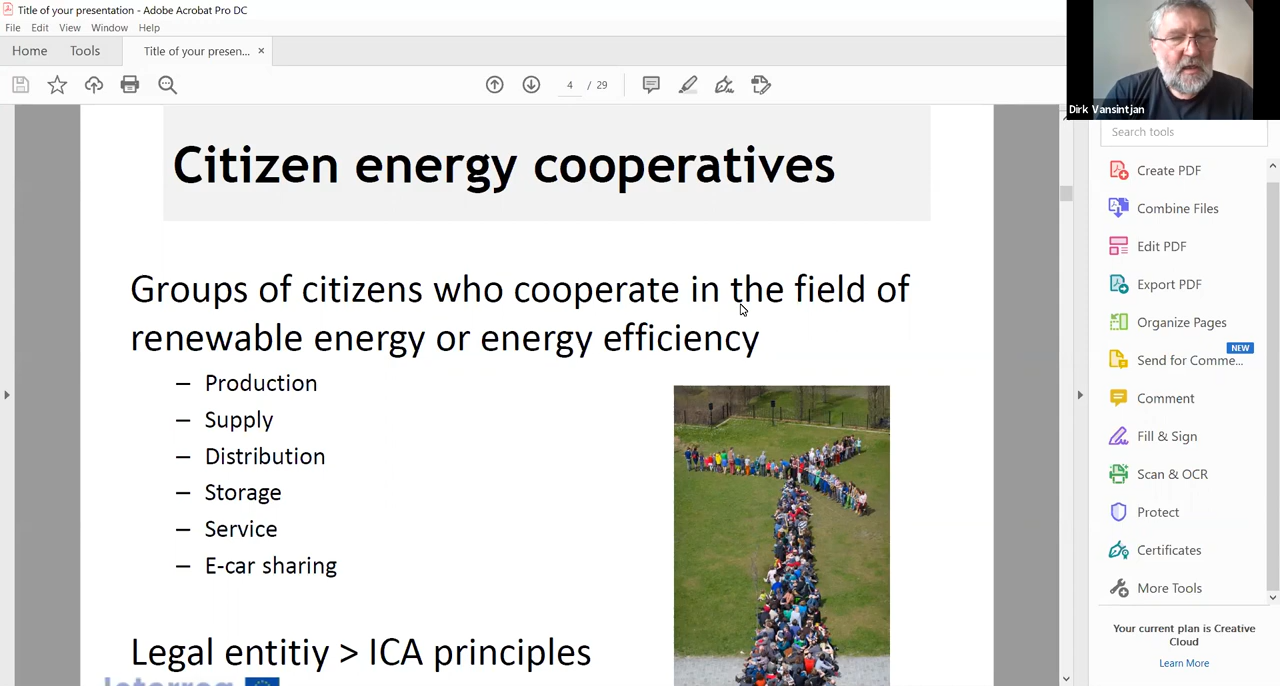 Title of your presentation - Adobe Acrobat Pro DC
File Edit View Window Help
Home Tools Title of your presen... ×
4 / 29
Dirk Vansintjan
Citizen energy cooperatives
Groups of citizens who cooperate in the field of
renewable energy or energy efficiency
– Production
– Supply
– Distribution
– Storage
– Service
– E-car sharing
Legal entitiy > ICA principles
Interreg
Search tools
Create PDF
Combine Files
Edit PDF
Export PDF
Organize Pages
NEW
Send for Comme...
Comment
Fill & Sign
Scan & OCR
Protect
Certificates
More Tools
Your current plan is Creative
Cloud
Learn More